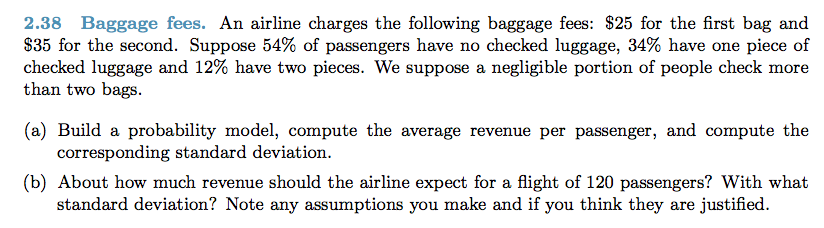 2.38 Baggage fees. An airline charges the following baggage fees: $25 for the first bag and
$35 for the second. Suppose 54% of passengers have no checked luggage, 34% have one piece of
checked luggage and 12% have two pieces. We suppose a negligible portion of people check more
than two bags.
(a) Build a probability model, compute the average revenue per passenger, and compute the
corresponding standard deviation.
(b) About how much revenue should the airline expect for a flight of 120 passengers? With what
standard deviation? Note any assumptions you make and if you think they are justified.